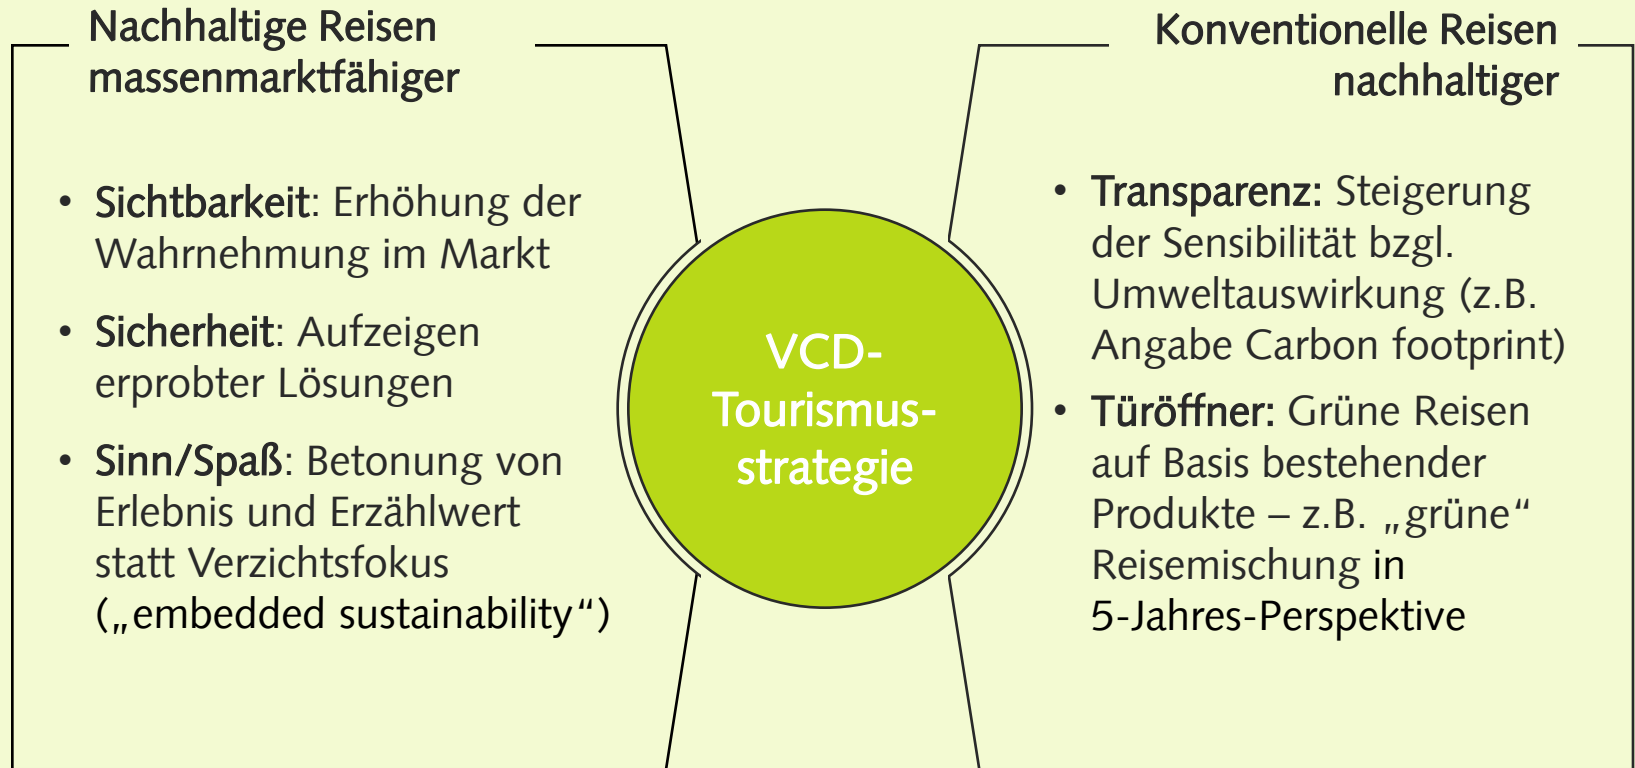 Nachhaltige Reisen
massenmarktfähiger
• Sichtbarkeit: Erhöhung der
Wahrnehmung im Markt
• Sicherheit: Aufzeigen
erprobter Lösungen
• Sinn/Spaß: Betonung von
Erlebnis und Erzählwert
statt Verzichtsfokus
(„embedded sustainability“)
VCD-
Tourismus-
strategie
Konventionelle Reisen
nachhaltiger
• Transparenz: Steigerung
der Sensibilität bzgl.
Umweltauswirkung (z.B.
Angabe Carbon footprint)
• Türöffner: Grüne Reisen
auf Basis bestehender
Produkte – z.B. „grüne“
Reisemischung in
5-Jahres-Perspektive